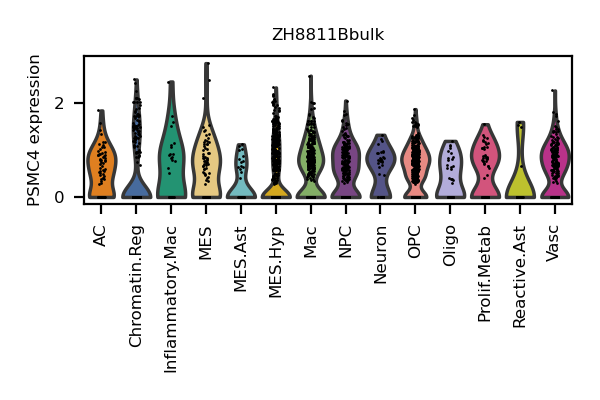 ZH8811Bbulk
PSMC4 expression
2
0
AC
Chromatin.Reg
Inflammatory.Mac
MES
MES.Ast
MES.Hyp
Mac
NPC
Neuron
OPC
Oligo
Prolif.Metab
Reactive.Ast
Vasc